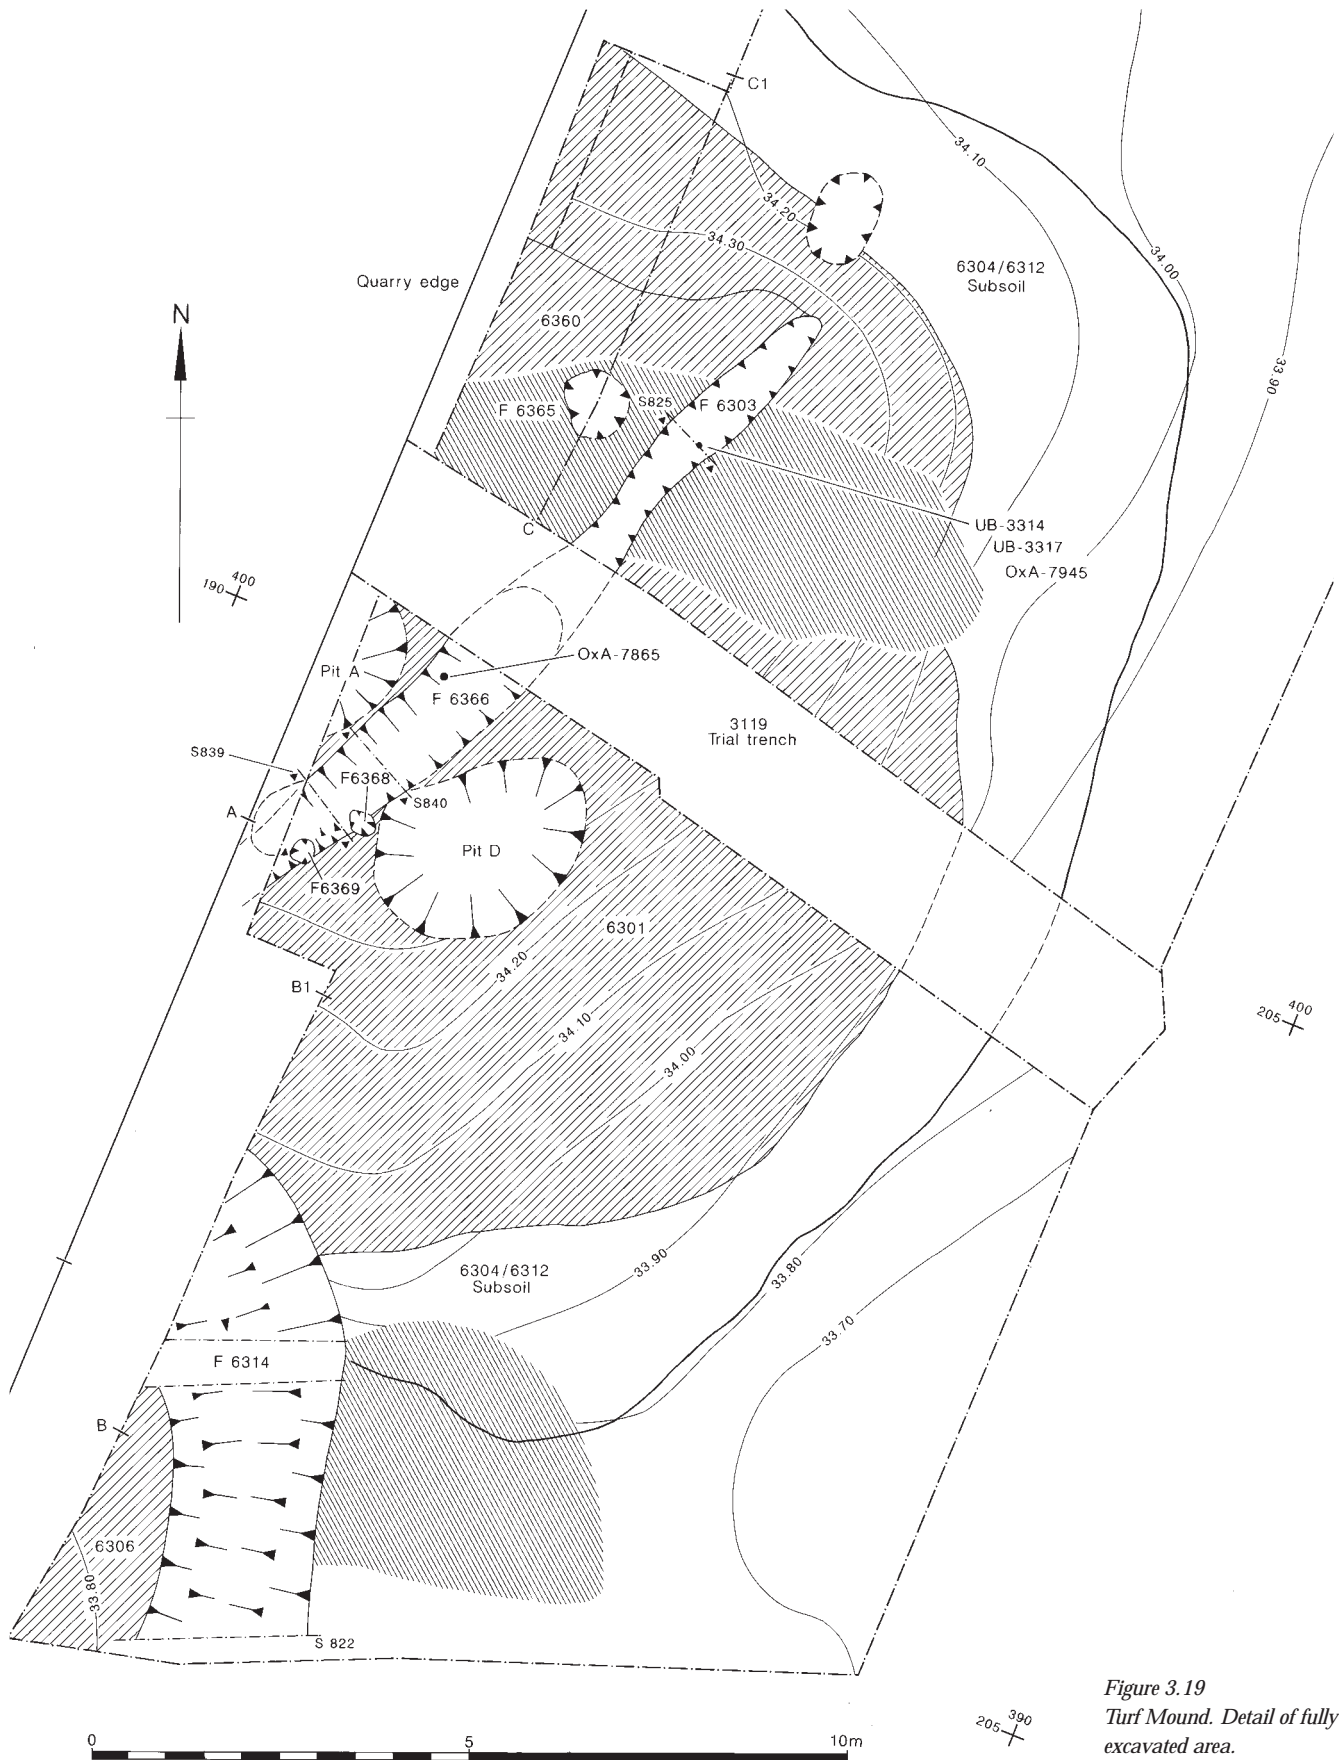 C1
34.10
34.20
34.30
34.00
6304/6312
Subsoil
Quarry edge
N
6360
33.90
S825
F 6365
F 6303
C
UB-3314
UB-3317
OxA-7945
190
400
OxA-7865
Pit A
F 6366
3119
Trial trench
S839
F6368
S840
A
Pit D
F6369
6301
34.20
B1
34.10
34.00
205
400
6304/6312
Subsoil
33.90
33.80
33.70
F 6314
B
6306
33.80
S 822
205
390
0
5
10m
Figure 3.19
Turf Mound. Detail of fully
excavated area.